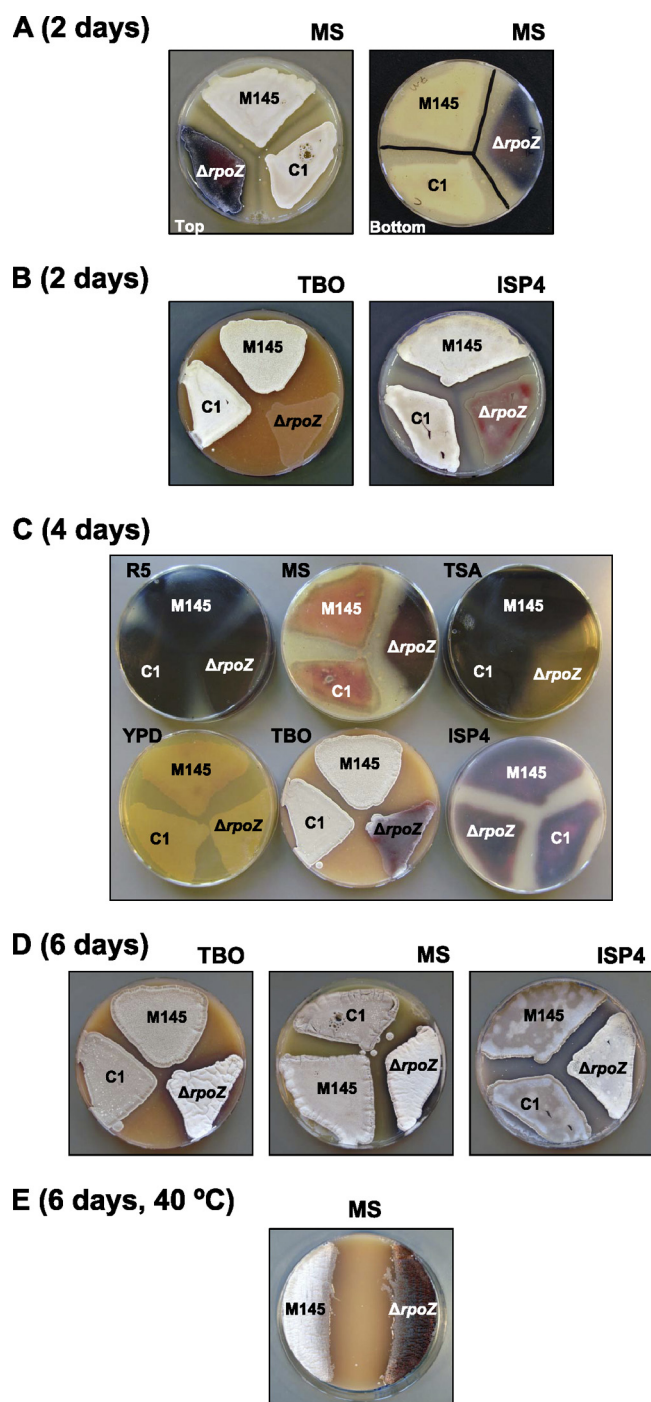 A (2 days)
MS
MS
M145
ΔrpoZ
C1
Top
M145
ΔrpoZ
C1
Bottom
B (2 days)
TBO
ISP4
M145
C1
ΔrpoZ
M145
C1
ΔrpoZ
C (4 days)
R5
MS
TSA
M145
C1
ΔrpoZ
M145
ΔrpoZ
C1
M145
C1
ΔrpoZ
YPD
TBO
ISP4
M145
C1
ΔrpoZ
M145
C1
ΔrpoZ
M145
ΔrpoZ
C1
D (6 days)
TBO
MS
ISP4
M145
C1
ΔrpoZ
C1
M145
ΔrpoZ
M145
ΔrpoZ
C1
E (6 days, 40 ºC)
MS
M145
ΔrpoZ